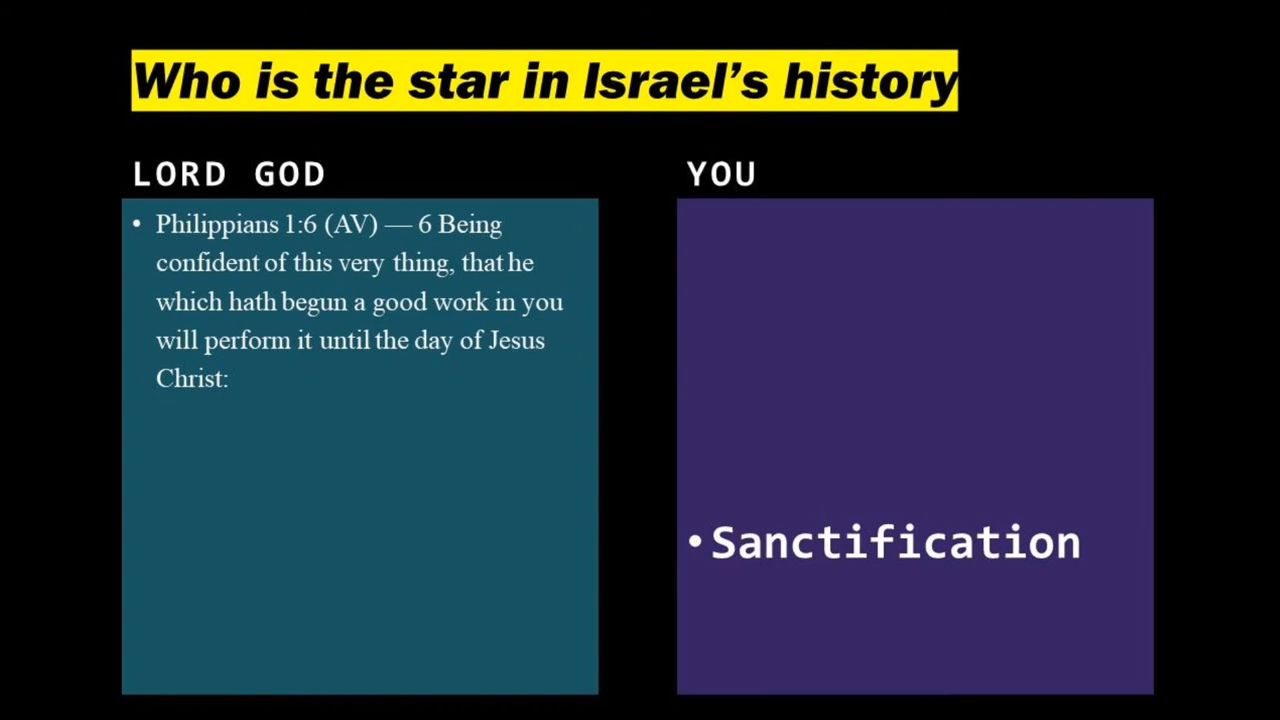 Who is the star in Israel’s history
LORD GOD
• Philippians 1:6 (AV) — 6 Being
confident of this very thing, that he
which hath begun a good work in you
will perform it until the day of Jesus
Christ:
YOU
• Sanctification